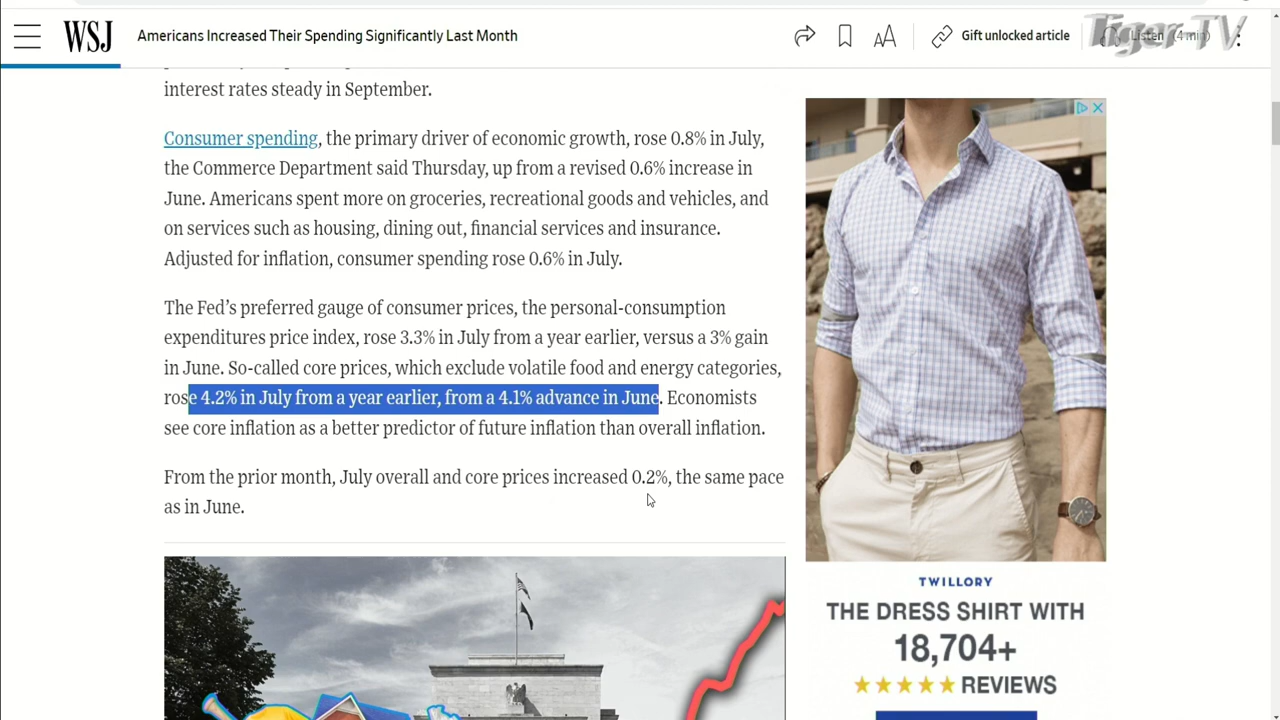 WSJ
Americans Increased Their Spending Significantly Last Month
Gift unlocked article
Listen (4 min)
Tiger TV
interest rates steady in September.
Consumer spending, the primary driver of economic growth, rose 0.8% in July,
the Commerce Department said Thursday, up from a revised 0.6% increase in
June. Americans spent more on groceries, recreational goods and vehicles, and
on services such as housing, dining out, financial services and insurance.
Adjusted for inflation, consumer spending rose 0.6% in July.
The Fed’s preferred gauge of consumer prices, the personal-consumption
expenditures price index, rose 3.3% in July from a year earlier, versus a 3% gain
in June. So-called core prices, which exclude volatile food and energy categories,
rose 4.2% in July from a year earlier, from a 4.1% advance in June. Economists
see core inflation as a better predictor of future inflation than overall inflation.
From the prior month, July overall and core prices increased 0.2%, the same pace
as in June.
TWILLORY
THE DRESS SHIRT WITH
18,704+
REVIEWS